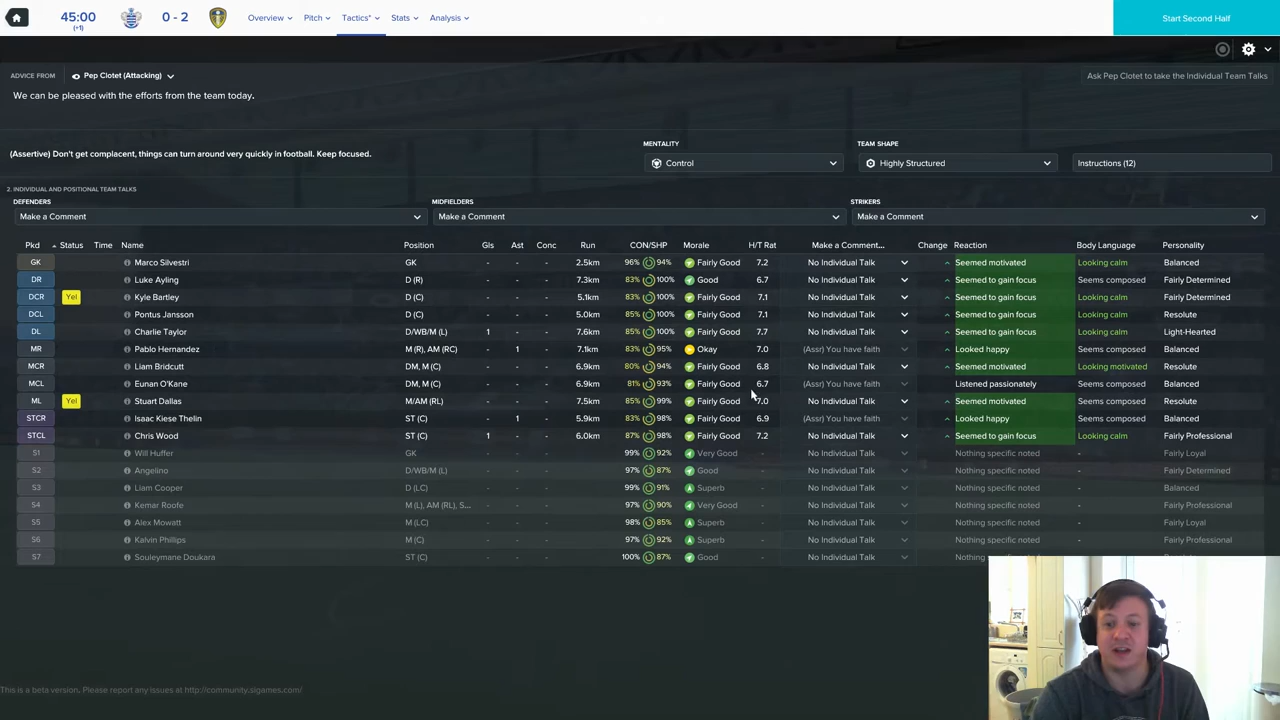 45:00 0 - 2 Overview Pitch Tactics* Stats Analysis Start Second Half
(+1)
ADVICE FROM Pep Clotet (Attacking) Ask Pep Clotet to take the Individual Team Talks
We can be pleased with the efforts from the team today.
MENTALITY TEAM SHAPE
(Assertive) Don't get complacent, things can turn around very quickly in football. Keep focused. Control Highly Structured Instructions (12)
2. INDIVIDUAL AND POSITIONAL TEAM TALKS
DEFENDERS MIDFIELDERS STRIKERS
Make a Comment Make a Comment Make a Comment
Pkd Status Time Name Position Gls Ast Conc Run CON/SHP Morale H/T Rat Make a Comment... Change Reaction Body Language Personality
GK Marco Silvestri GK - - - 2.5km 96% 94% Fairly Good 7.2 No Individual Talk Seemed motivated Looking calm Balanced
DR Luke Ayling D (R) - - - 7.3km 83% 100% Good 6.7 No Individual Talk Seemed to gain focus Seems composed Fairly Determined
DCR Yel Kyle Bartley D (C) - - - 5.1km 83% 100% Fairly Good 7.1 No Individual Talk Seemed to gain focus Looking calm Fairly Determined
DCL Pontus Jansson D (C) - - - 5.0km 85% 100% Fairly Good 7.1 No Individual Talk Seemed to gain focus Looking calm Resolute
DL Charlie Taylor D/WB/M (L) 1 - - 7.6km 85% 100% Fairly Good 7.7 No Individual Talk Seemed to gain focus Looking calm Light-Hearted
MR Pablo Hernandez M (R), AM (RC) - 1 - 7.1km 83% 95% Okay 7.0 (Assr) You have faith Looked happy Seems composed Balanced
MCR Liam Bridcutt DM, M (C) - - - 6.9km 80% 94% Fairly Good 6.8 No Individual Talk Seemed motivated Looking motivated Resolute
MCL Eunan O'Kane DM, M (C) - - - 6.9km 81% 93% Fairly Good 6.7 (Assr) You have faith Listened passionately Seems composed Balanced
ML Yel Stuart Dallas M/AM (RL) - - - 7.5km 85% 99% Fairly Good 7.0 No Individual Talk Seemed motivated Seems composed Resolute
STCR Isaac Kiese Thelin ST (C) - 1 - 5.9km 83% 98% Fairly Good 6.9 (Assr) You have faith Looked happy Seems composed Balanced
STCL Chris Wood ST (C) 1 - - 6.0km 87% 98% Fairly Good 7.2 No Individual Talk Seemed to gain focus Looking calm Fairly Professional
S1 Will Huffer GK - - - 99% 92% Very Good - No Individual Talk Nothing specific noted - Fairly Loyal
S2 Angelino D/WB/M (L) - - - 97% 87% Good - No Individual Talk Nothing specific noted - Fairly Determined
S3 Liam Cooper D (LC) - - - 99% 91% Superb - No Individual Talk Nothing specific noted - Balanced
S4 Kemar Roofe M (L), AM (RL), S... - - - 97% 90% Very Good - No Individual Talk Nothing specific noted - Fairly Professional
S5 Alex Mowatt M (LC) - - - 98% 85% Superb - No Individual Talk Nothing specific noted - Fairly Loyal
S6 Kalvin Phillips M (C) - - - 97% 92% Superb - No Individual Talk Nothing specific noted - Fairly Professional
S7 Souleymane Doukara ST (C) - - - 100% 87% Good - No Individual Talk
This is a beta version. Please report any issues at http://community.sigames.com/